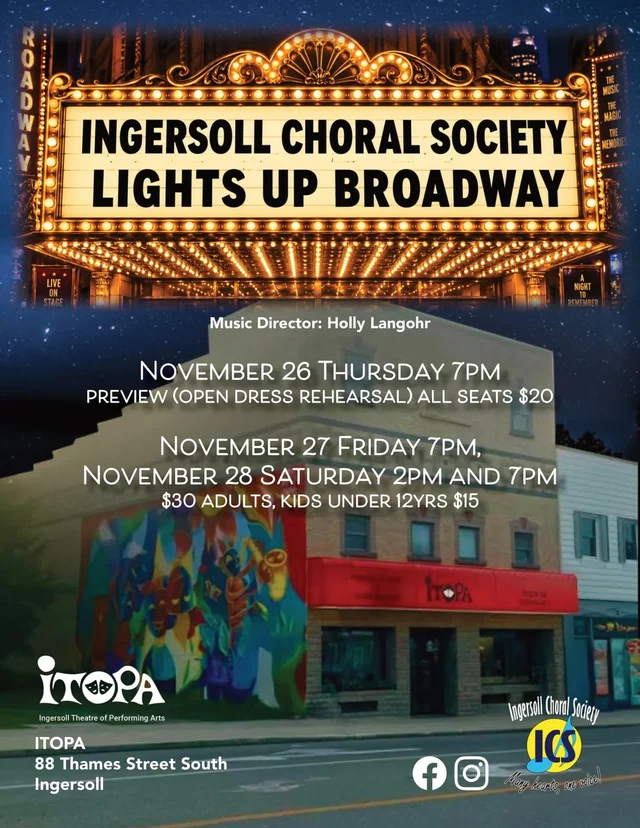 ROADWAY
INGERSOLL CHORAL SOCIETY
LIGHTS UP BROADWAY
THE
MUSIC
THE
MAGIC
THE
MEMORIES
LIVE
ON
STAGE
A
NIGHT
TO
REMEMBER
Music Director: Holly Langohr
NOVEMBER 26 THURSDAY 7PM
PREVIEW (OPEN DRESS REHEARSAL) ALL SEATS $20
NOVEMBER 27 FRIDAY 7PM,
NOVEMBER 28 SATURDAY 2PM AND 7PM
$30 ADULTS, KIDS UNDER 12YRS $15
ITOPA
iTOPA
Ingersoll Theatre of Performing Arts
ITOPA
88 Thames Street South
Ingersoll
Ingersoll Choral Society
ICS
Many hearts, one voice!